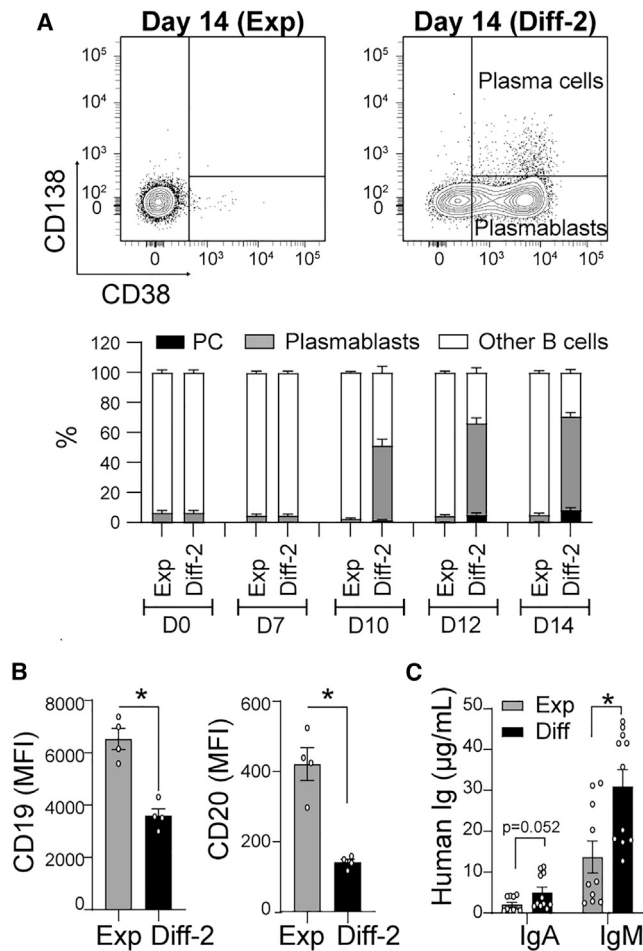 A
Day 14 (Exp)
Day 14 (Diff-2)
10⁵
10⁴
10³
10²
0
CD138
0
10³
10⁴
10⁵
CD38
10⁵
10⁴
10³
10²
0
Plasma cells
Plasmablasts
0
10³
10⁴
10⁵
PC
Plasmablasts
Other B cells
120
100
80
60
40
20
0
%
Exp
Diff-2
Exp
Diff-2
Exp
Diff-2
Exp
Diff-2
Exp
Diff-2
D0
D7
D10
D12
D14
B
8000
6000
4000
2000
0
CD19 (MFI)
*
Exp
Diff-2
600
400
200
0
CD20 (MFI)
*
Exp
Diff-2
C
Exp
Diff
50
40
30
20
10
0
Human Ig (µg/mL)
p=0.052
*
IgA
IgM